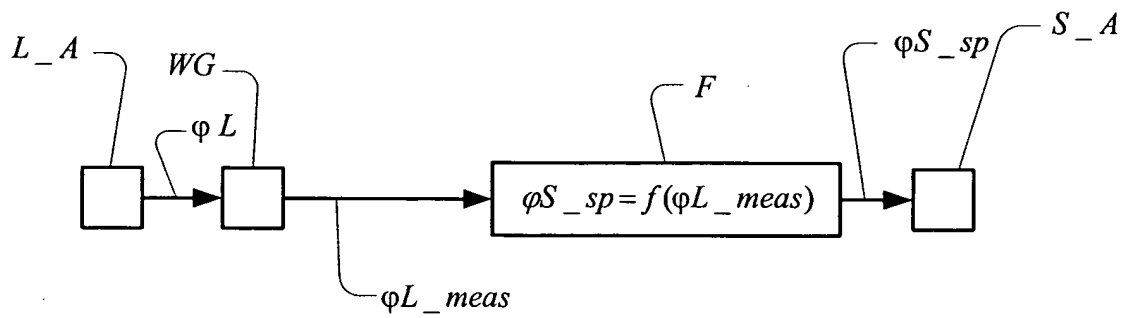 L_A
WG
φ L
F
φS_sp
S_A
φS_sp=f(φL_meas)
φL_meas